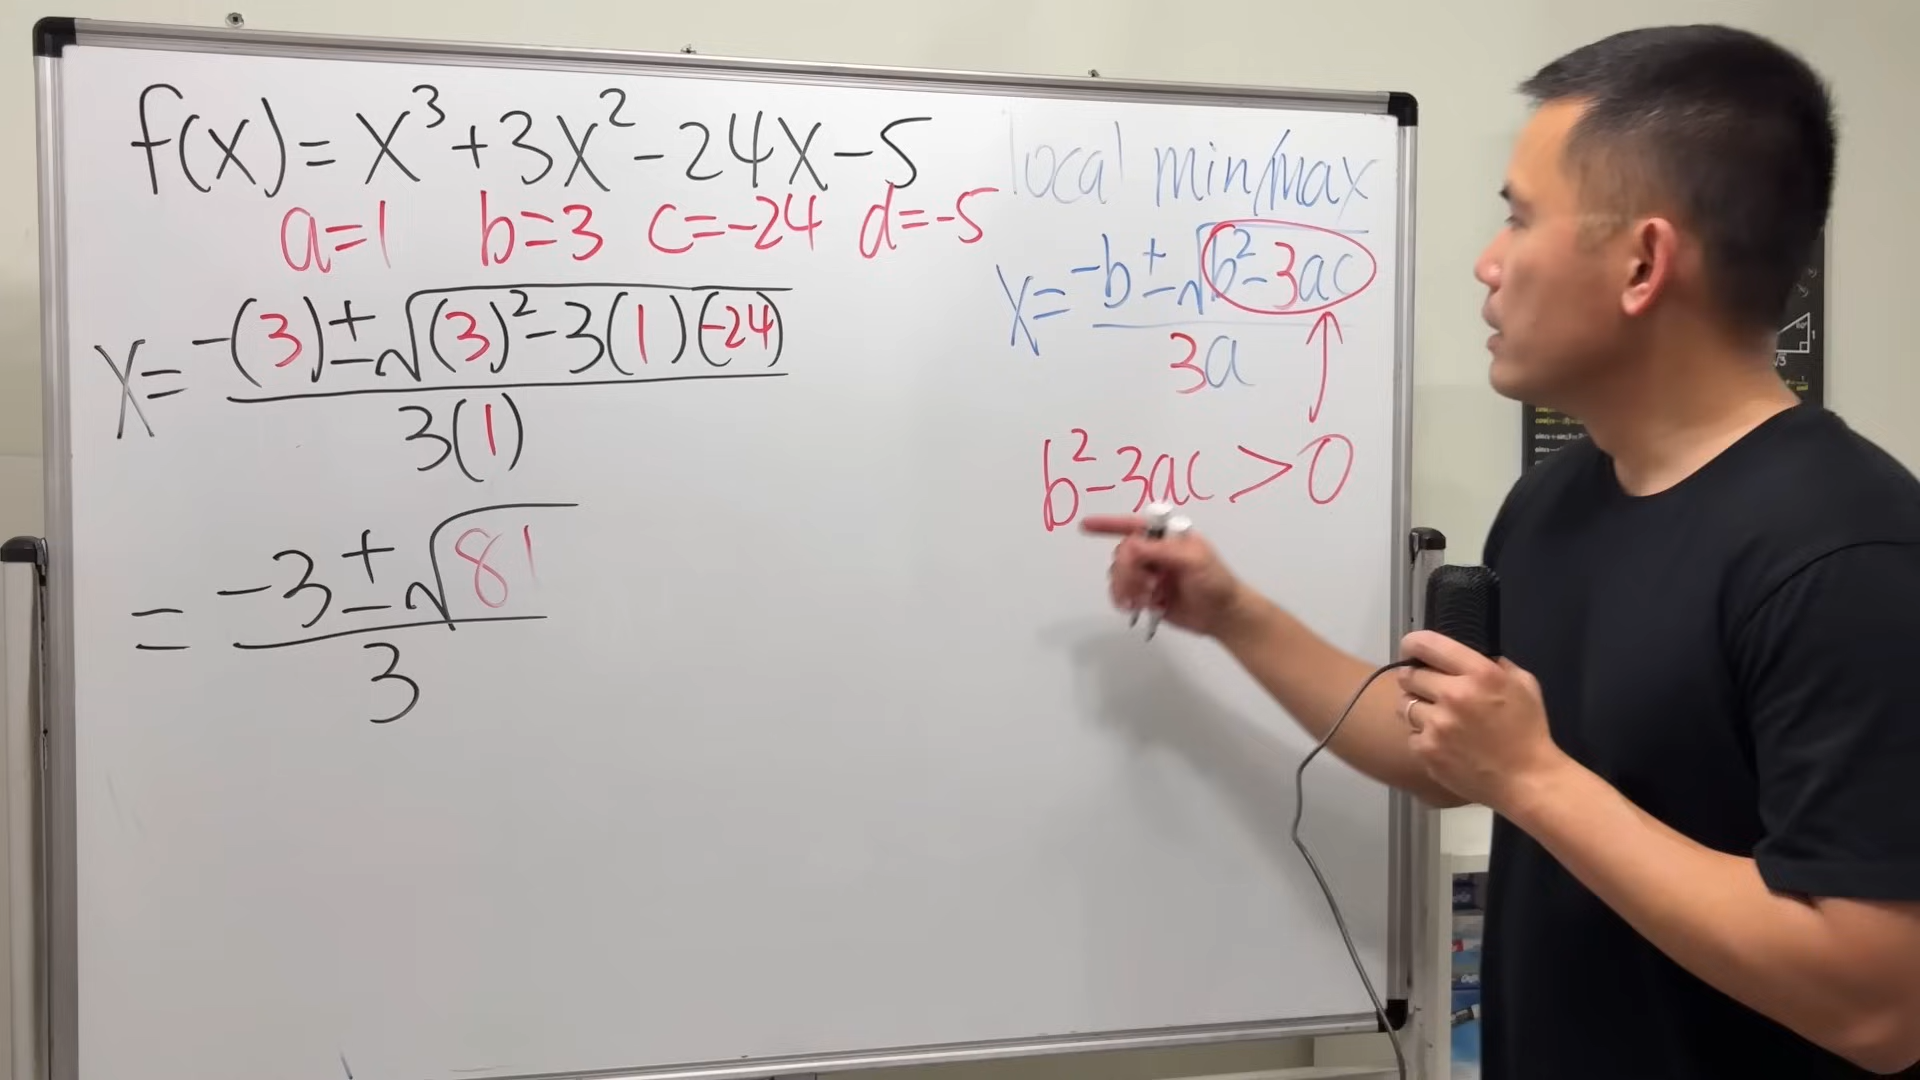 f(x) = x³ + 3x² - 24x - 5
a=1 b=3 c=-24 d=-5
x = (-(3) ± √((3)² - 3(1)(-24))) / 3(1)
= (-3 ± √81) / 3
local min/max
x = (-b ± √(b² - 3ac)) / 3a
b² - 3ac > 0